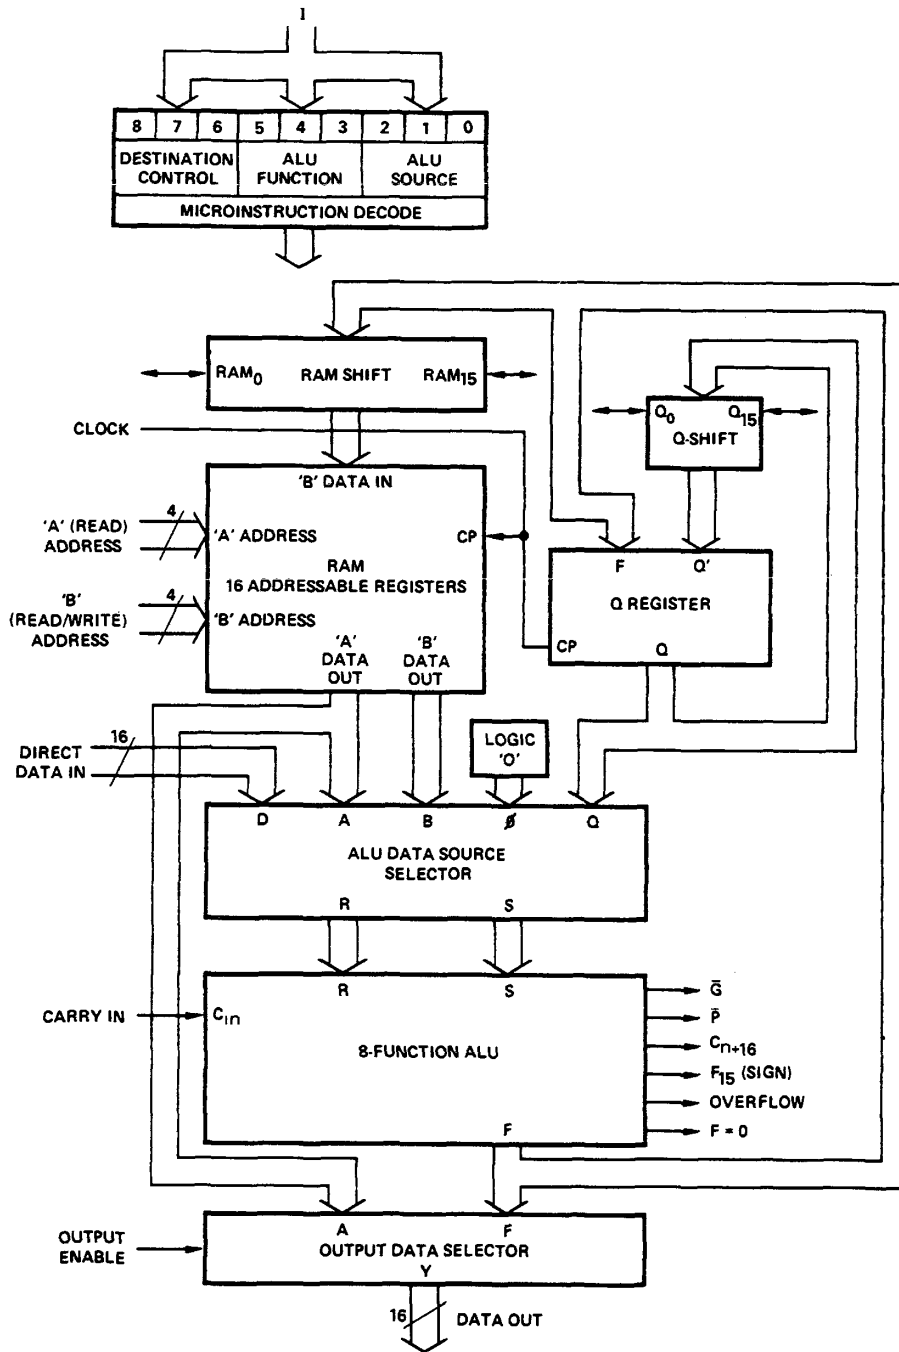 I
8 7 6 5 4 3 2 1 0
DESTINATION CONTROL
ALU FUNCTION
ALU SOURCE
MICROINSTRUCTION DECODE
RAM0 RAM SHIFT RAM15
CLOCK
Q0 Q15
Q-SHIFT
'B' DATA IN
'A' (READ) ADDRESS
4
'A' ADDRESS
CP
RAM
16 ADDRESSABLE REGISTERS
'B' (READ/WRITE) ADDRESS
4
'B' ADDRESS
'A' DATA OUT
'B' DATA OUT
F Q'
Q REGISTER
CP Q
DIRECT DATA IN
16
LOGIC '0'
D A B Ø Q
ALU DATA SOURCE
SELECTOR
R S
R S
CARRY IN
Cin
8-FUNCTION ALU
F
G̅
P̅
Cn+16
F15 (SIGN)
OVERFLOW
F = 0
OUTPUT ENABLE
A F
OUTPUT DATA SELECTOR
Y
16
DATA OUT